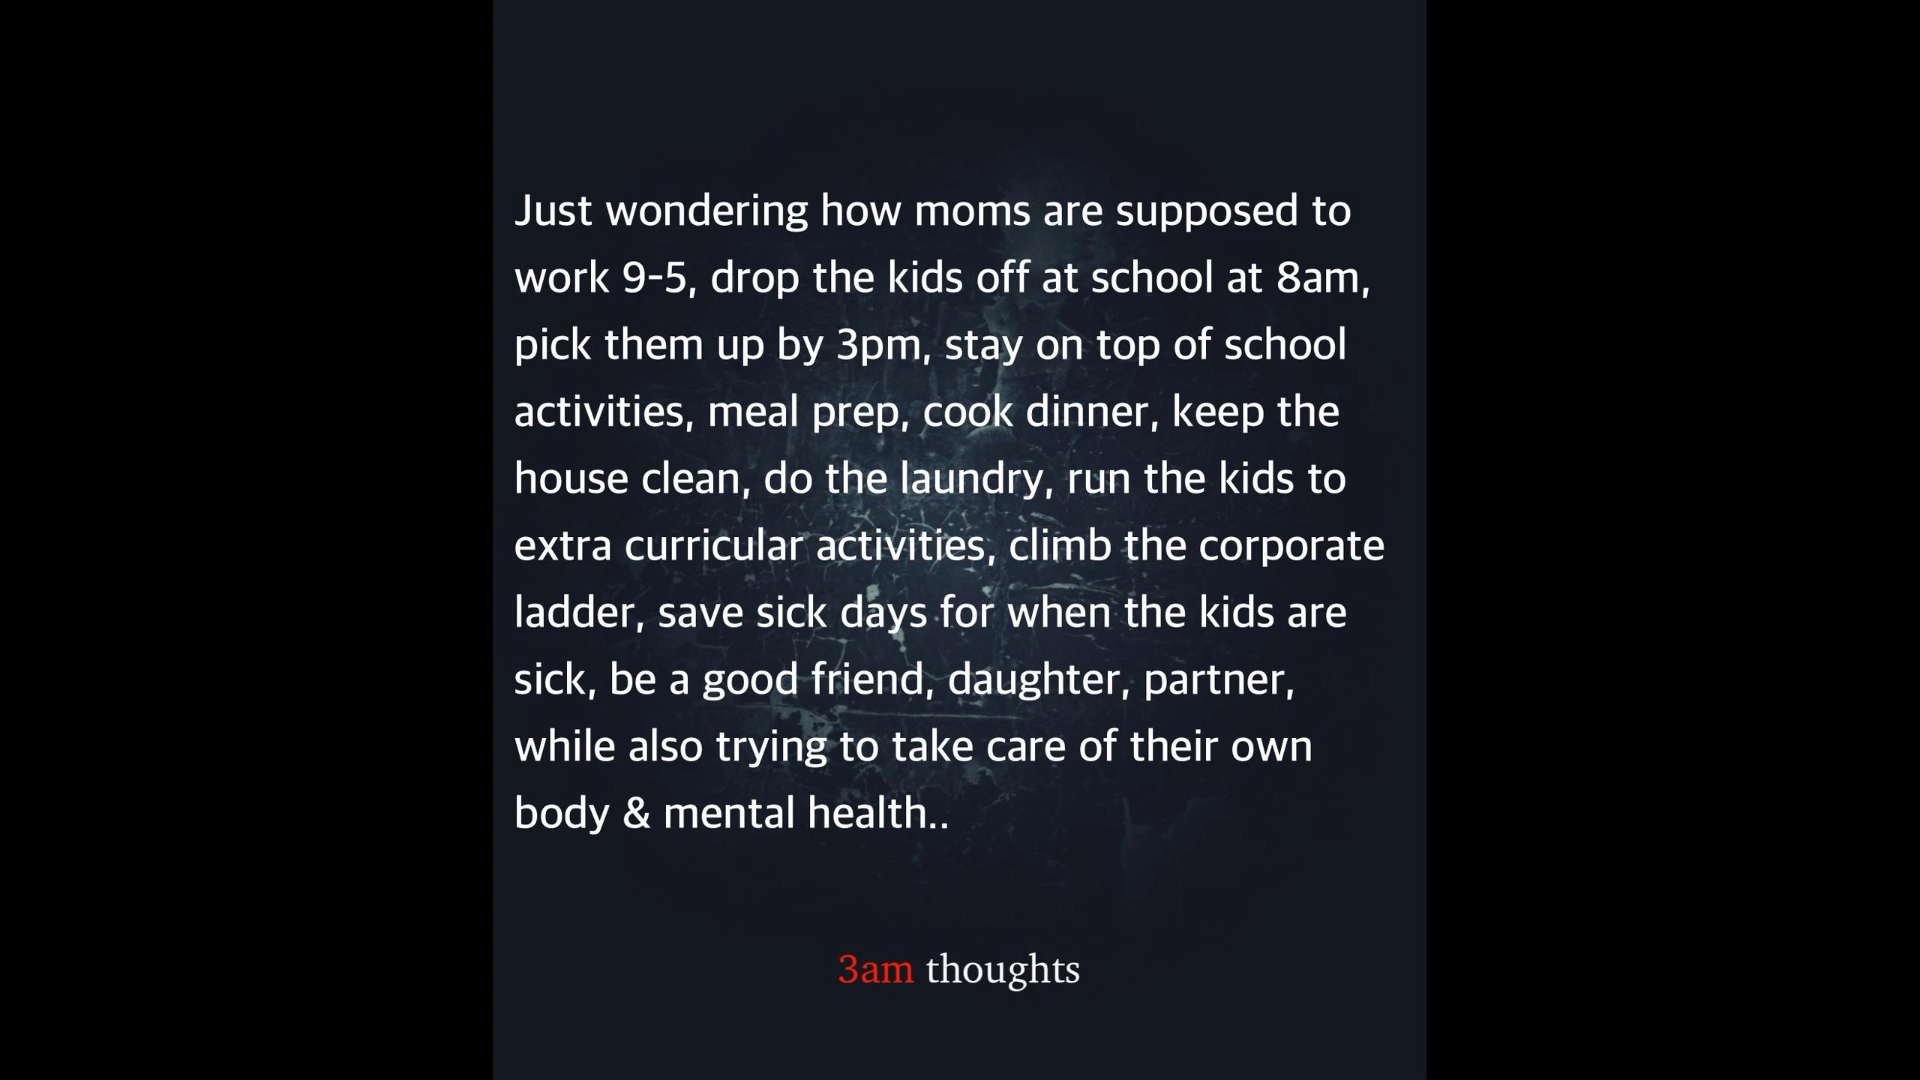 Just wondering how moms are supposed to
work 9-5, drop the kids off at school at 8am,
pick them up by 3pm, stay on top of school
activities, meal prep, cook dinner, keep the
house clean, do the laundry, run the kids to
extra curricular activities, climb the corporate
ladder, save sick days for when the kids are
sick, be a good friend, daughter, partner,
while also trying to take care of their own
body & mental health..
3am thoughts